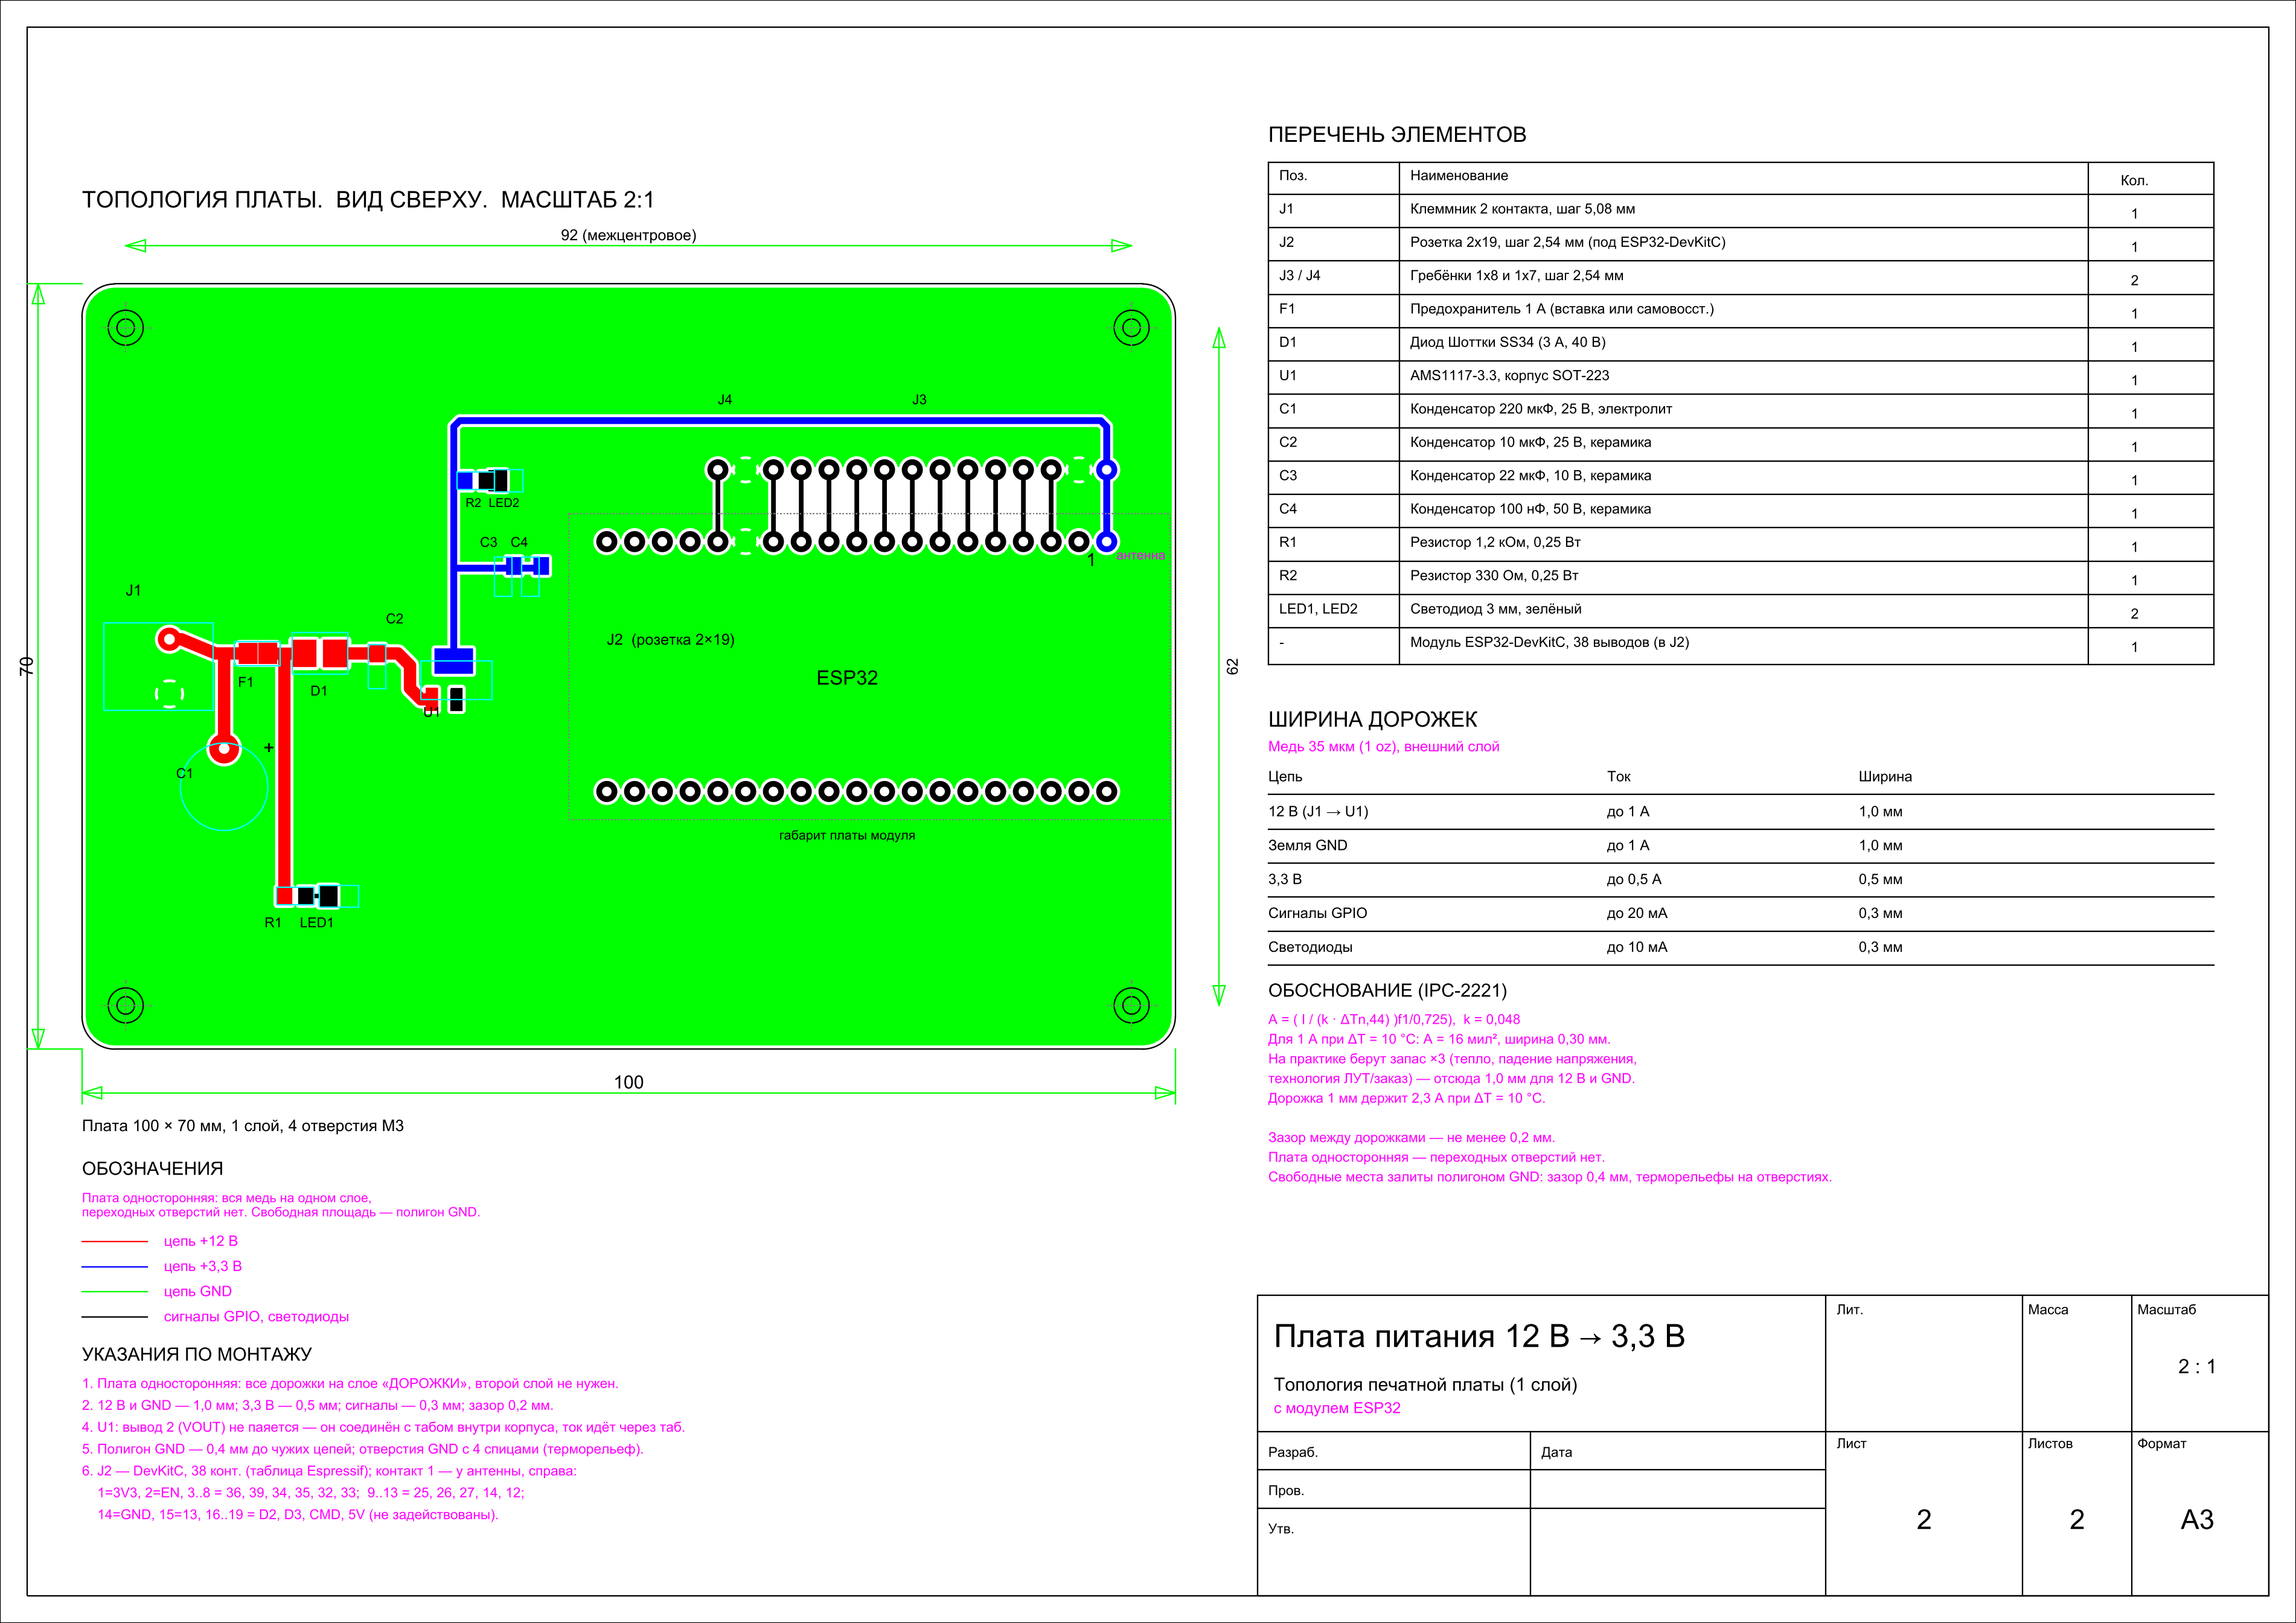 ТОПОЛОГИЯ ПЛАТЫ. ВИД СВЕРХУ. МАСШТАБ 2:1
92 (межцентровое)
J4
J3
R2 LED2
C3 C4
1
антенна
J1
C2
70
62
J2 (розетка 2×19)
F1
D1
ESP32
U1
+
C1
габарит платы модуля
R1 LED1
100
Плата 100 × 70 мм, 1 слой, 4 отверстия М3
ОБОЗНАЧЕНИЯ
Плата односторонняя: вся медь на одном слое,
переходных отверстий нет. Свободная площадь — полигон GND.
цепь +12 В
цепь +3,3 В
цепь GND
сигналы GPIO, светодиоды
УКАЗАНИЯ ПО МОНТАЖУ
1. Плата односторонняя: все дорожки на слое «ДОРОЖКИ», второй слой не нужен.
2. 12 В и GND — 1,0 мм; 3,3 В — 0,5 мм; сигналы — 0,3 мм; зазор 0,2 мм.
4. U1: вывод 2 (VOUT) не паяется — он соединён с табом внутри корпуса, ток идёт через таб.
5. Полигон GND — 0,4 мм до чужих цепей; отверстия GND с 4 спицами (терморельеф).
6. J2 — DevKitC, 38 конт. (таблица Espressif); контакт 1 — у антенны, справа:
1=3V3, 2=EN, 3..8 = 36, 39, 34, 35, 32, 33; 9..13 = 25, 26, 27, 14, 12;
14=GND, 15=13, 16..19 = D2, D3, CMD, 5V (не задействованы).
ПЕРЕЧЕНЬ ЭЛЕМЕНТОВ
Поз. Наименование Кол.
J1 Клеммник 2 контакта, шаг 5,08 мм 1
J2 Розетка 2x19, шаг 2,54 мм (под ESP32-DevKitC) 1
J3 / J4 Гребёнки 1x8 и 1x7, шаг 2,54 мм 2
F1 Предохранитель 1 А (вставка или самовосст.) 1
D1 Диод Шоттки SS34 (3 А, 40 В) 1
U1 AMS1117-3.3, корпус SOT-223 1
C1 Конденсатор 220 мкФ, 25 В, электролит 1
C2 Конденсатор 10 мкФ, 25 В, керамика 1
C3 Конденсатор 22 мкФ, 10 В, керамика 1
C4 Конденсатор 100 нФ, 50 В, керамика 1
R1 Резистор 1,2 кОм, 0,25 Вт 1
R2 Резистор 330 Ом, 0,25 Вт 1
LED1, LED2 Светодиод 3 мм, зелёный 2
- Модуль ESP32-DevKitC, 38 выводов (в J2) 1
ШИРИНА ДОРОЖЕК
Медь 35 мкм (1 oz), внешний слой
Цепь Ток Ширина
12 В (J1 → U1) до 1 А 1,0 мм
Земля GND до 1 А 1,0 мм
3,3 В до 0,5 А 0,5 мм
Сигналы GPIO до 20 мА 0,3 мм
Светодиоды до 10 мА 0,3 мм
ОБОСНОВАНИЕ (IPC-2221)
A = ( I / (k · ΔTn,44) )f1/0,725), k = 0,048
Для 1 А при ΔT = 10 °C: A = 16 мил², ширина 0,30 мм.
На практике берут запас ×3 (тепло, падение напряжения,
технология ЛУТ/заказ) — отсюда 1,0 мм для 12 В и GND.
Дорожка 1 мм держит 2,3 А при ΔT = 10 °C.
Зазор между дорожками — не менее 0,2 мм.
Плата односторонняя — переходных отверстий нет.
Свободные места залиты полигоном GND: зазор 0,4 мм, терморельефы на отверстиях.
Плата питания 12 В → 3,3 В
Топология печатной платы (1 слой)
с модулем ESP32
Лит. Масса Масштаб
2 : 1
Разраб. Дата
Пров.
Утв.
Лист Листов Формат
2 2 А3